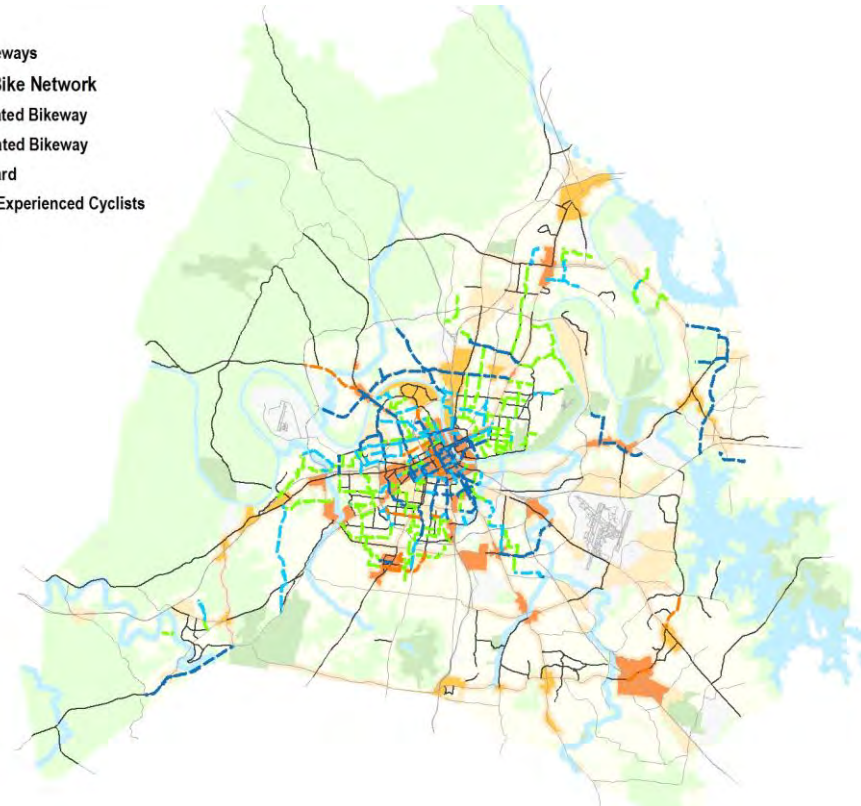 eways
Bike Network
ated Bikeway
ated Bikeway
ard
Experienced Cyclists